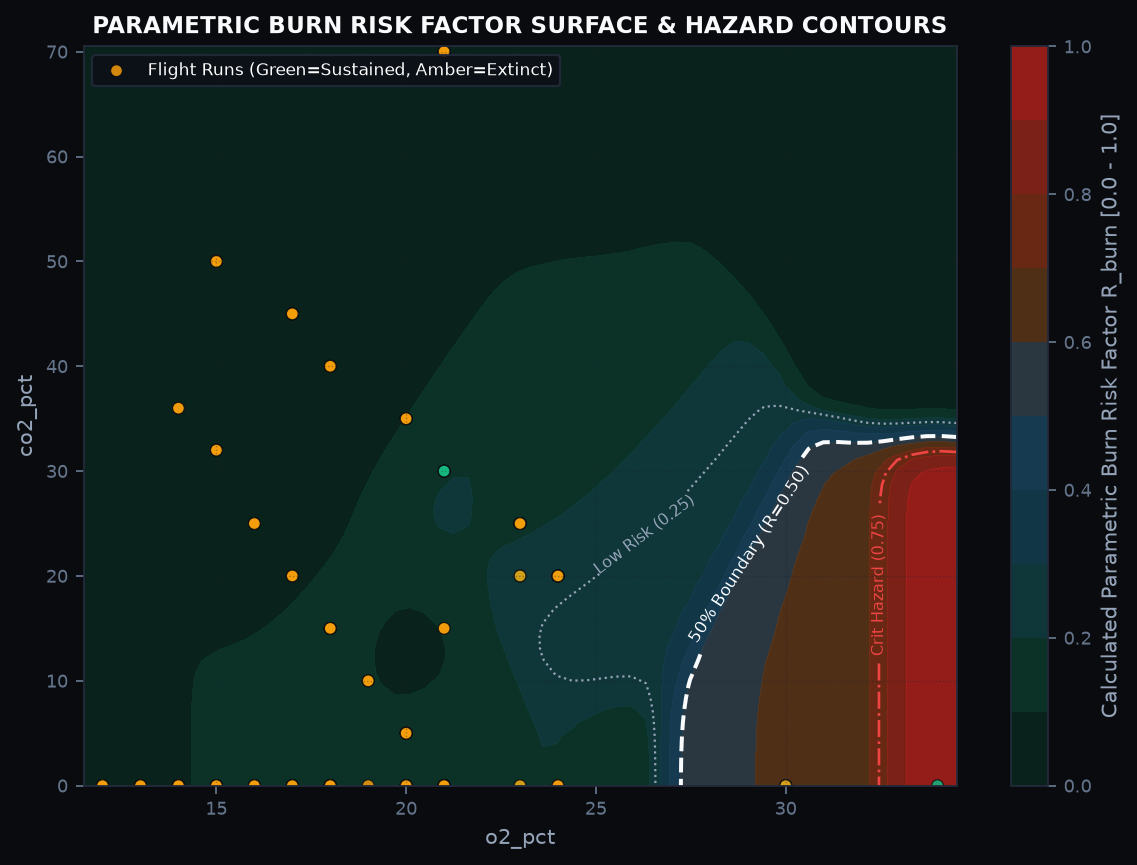 PARAMETRIC BURN RISK FACTOR SURFACE & HAZARD CONTOURS
Flight Runs (Green=Sustained, Amber=Extinct)
70
60
50
40
30
20
10
0
co2_pct
15
20
25
30
o2_pct
Low Risk (0.25)
50% Boundary (R=0.50)
Crit Hazard (0.75)
1.0
0.8
0.6
0.4
0.2
0.0
Calculated Parametric Burn Risk Factor R_burn [0.0 - 1.0]